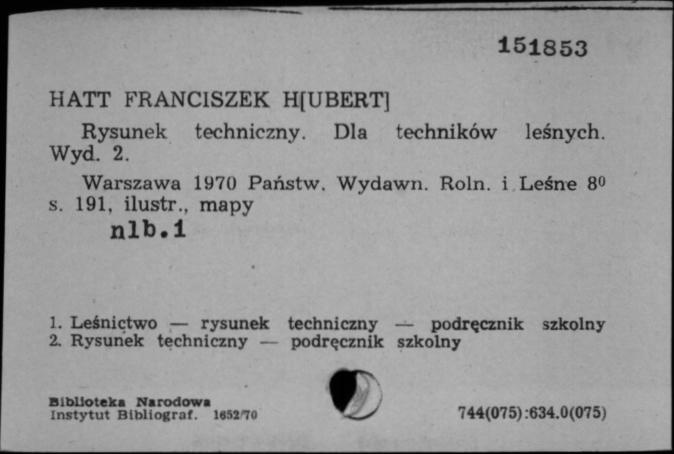 151853
HATT FRANCISZEK H[UBERT]
Rysunek techniczny. Dla techników leśnych.
Wyd. 2.
Warszawa 1970 Państw. Wydawn. Roln. i Leśne 8⁰
s. 191, ilustr., mapy
nlb.1
1. Leśnictwo — rysunek techniczny — podręcznik szkolny
2. Rysunek techniczny — podręcznik szkolny
Biblioteka Narodowa
Instytut Bibliograf. 1652/70
744(075):634.0(075)